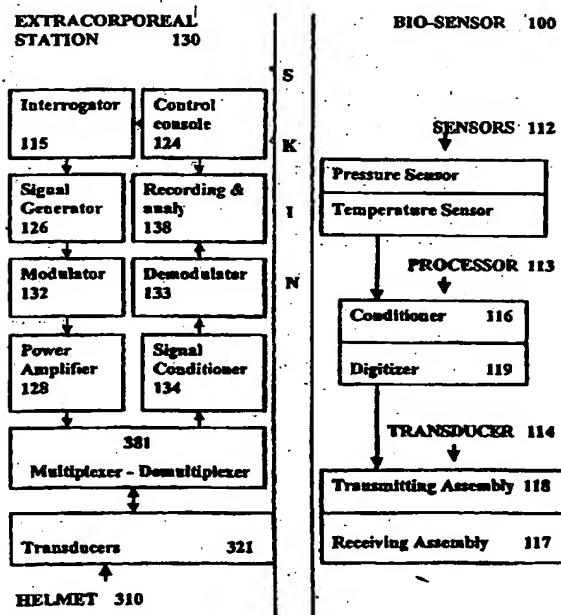 EXTRACORPOREAL
STATION 130
Interrogator
115
Control
console
124
Signal
Generator
126
Recording &
analy
138
Modulator
132
Demodulator
133
Power
Amplifier
128
Signal
Conditioner
134
381
Multiplexer - Demultiplexer
Transducers 321
HELMET 310
S
K
I
N
BIO-SENSOR 100
SENSORS 112
Pressure Sensor
Temperature Sensor
PROCESSOR 113
Conditioner 116
Digitizer 119
TRANSDUCER 114
Transmitting Assembly 118
Receiving Assembly 117